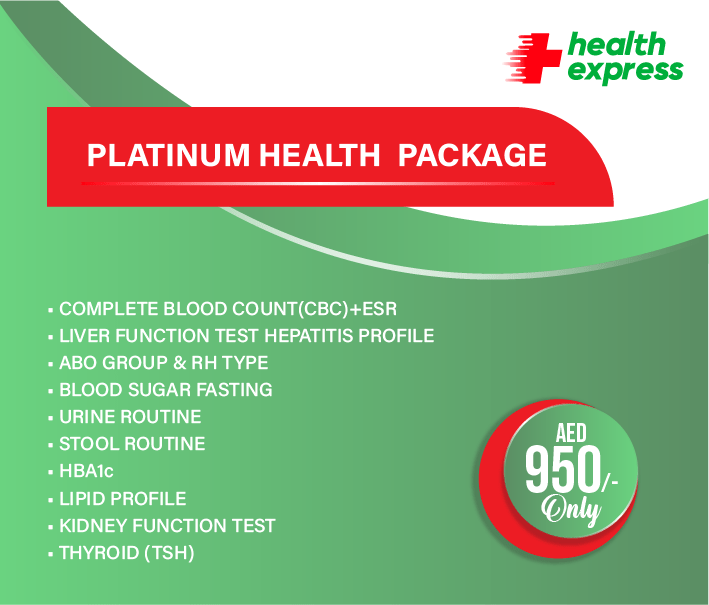 health
express
PLATINUM HEALTH PACKAGE
▪ COMPLETE BLOOD COUNT(CBC)+ESR
▪ LIVER FUNCTION TEST HEPATITIS PROFILE
▪ ABO GROUP & RH TYPE
▪ BLOOD SUGAR FASTING
▪ URINE ROUTINE
▪ STOOL ROUTINE
▪ HBA1c
▪ LIPID PROFILE
▪ KIDNEY FUNCTION TEST
▪ THYROID (TSH)
AED
950/-
Only